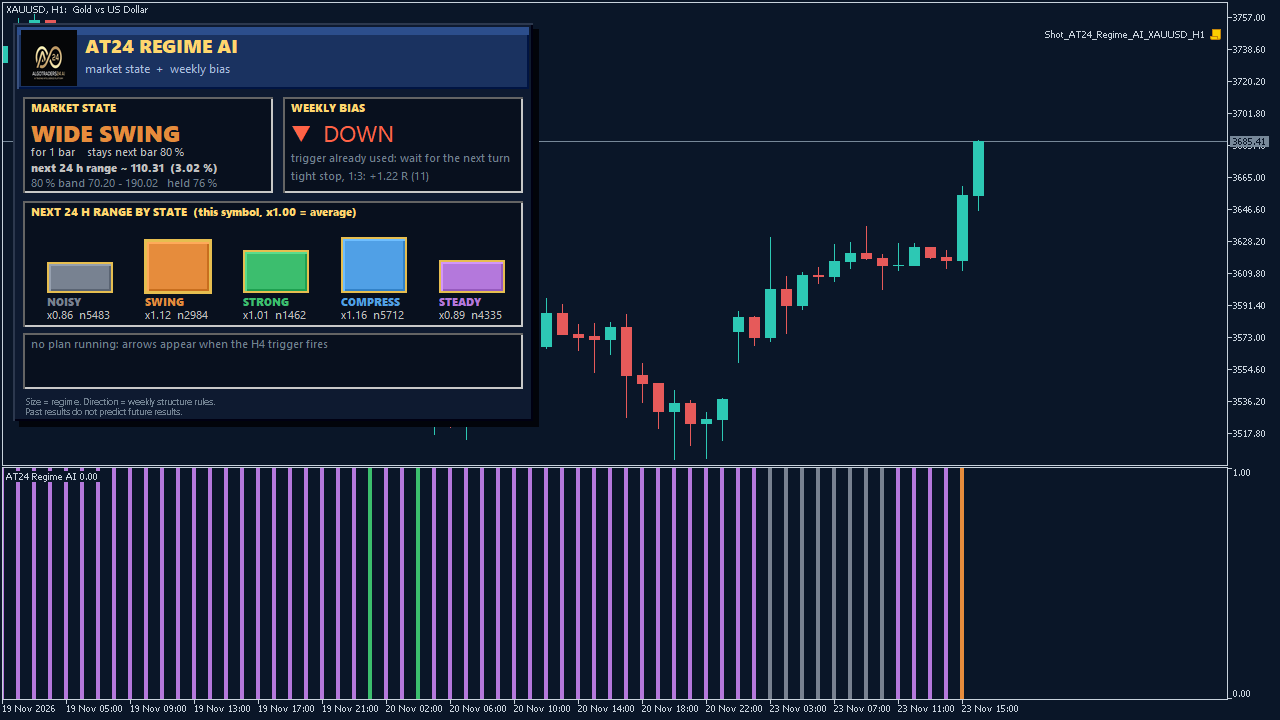 XAUUSD, H1:  Gold vs US Dollar
Shot_AT24_Regime_AI_XAUUSD_H1
24
ALGOTRADERS24 AI
AT24 REGIME AI
market state + weekly bias
MARKET STATE
WIDE SWING
for 1 bar stays next bar 80 %
next 24 h range ~ 110.31 (3.02 %)
80 % band 70.20 - 190.02 held 76 %
WEEKLY BIAS
▼ DOWN
trigger already used: wait for the next turn
tight stop, 1:3: +1.22 R (11)
NEXT 24 H RANGE BY STATE (this symbol, x1.00 = average)
NOISY SWING STRONG COMPRESS STEADY
x0.86 n5483 x1.12 n2984 x1.01 n1462 x1.16 n5712 x0.89 n4335
no plan running: arrows appear when the H4 trigger fires
Size = regime. Direction = weekly structure rules.
Past results do not predict future results.
3757.00
3738.60
3720.20
3701.80
3685.41
3665.00
3646.60
3628.20
3609.80
3591.40
3573.00
3554.60
3536.20
3517.80
AT24 Regime AI 0.00
1.00
0.00
19 Nov 2026 19 Nov 05:00 19 Nov 09:00 19 Nov 13:00 19 Nov 17:00 19 Nov 21:00 20 Nov 02:00 20 Nov 06:00 20 Nov 10:00 20 Nov 14:00 20 Nov 18:00 20 Nov 22:00 23 Nov 03:00 23 Nov 07:00 23 Nov 11:00 23 Nov 15:00